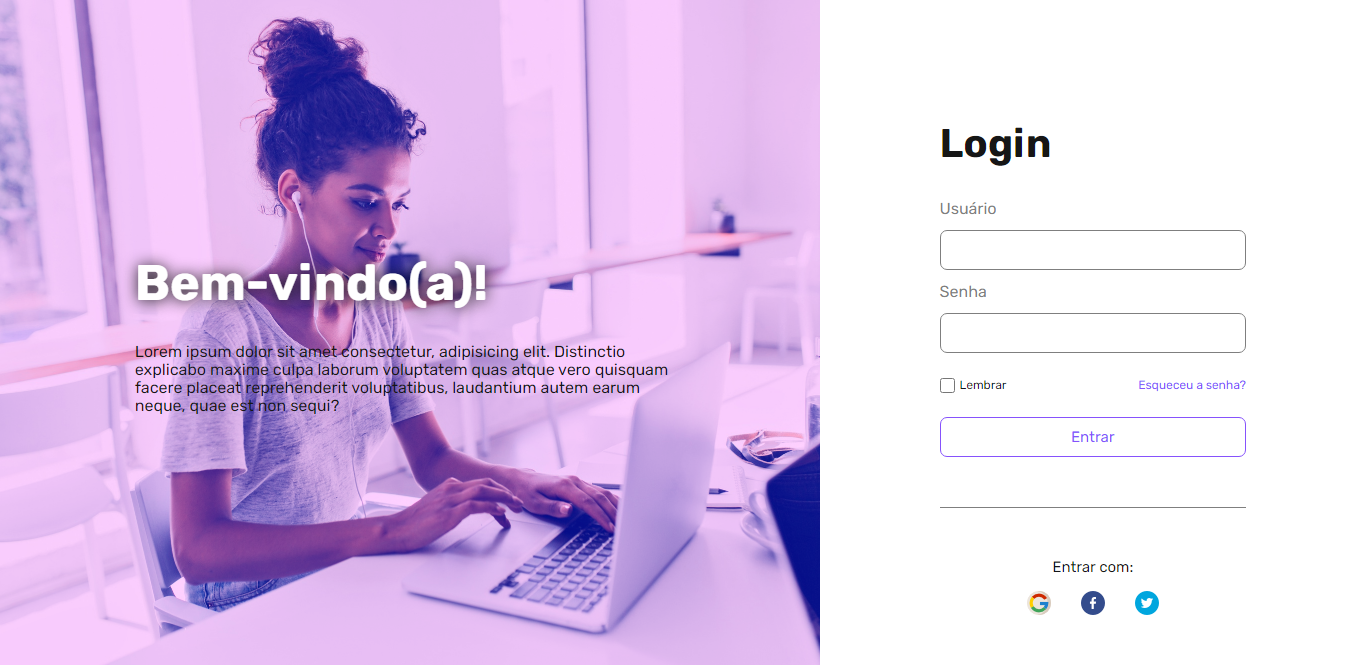 Bem-vindo(a)!
Lorem ipsum dolor sit amet consectetur, adipisicing elit. Distinctio
explicabo maxime culpa laborum voluptatem quas atque vero quisquam
facere placeat reprehenderit voluptatibus, laudantium autem earum
neque, quae est non sequi?
Login
Usuário
Senha
Lembrar
Esqueceu a senha?
Entrar
Entrar com: